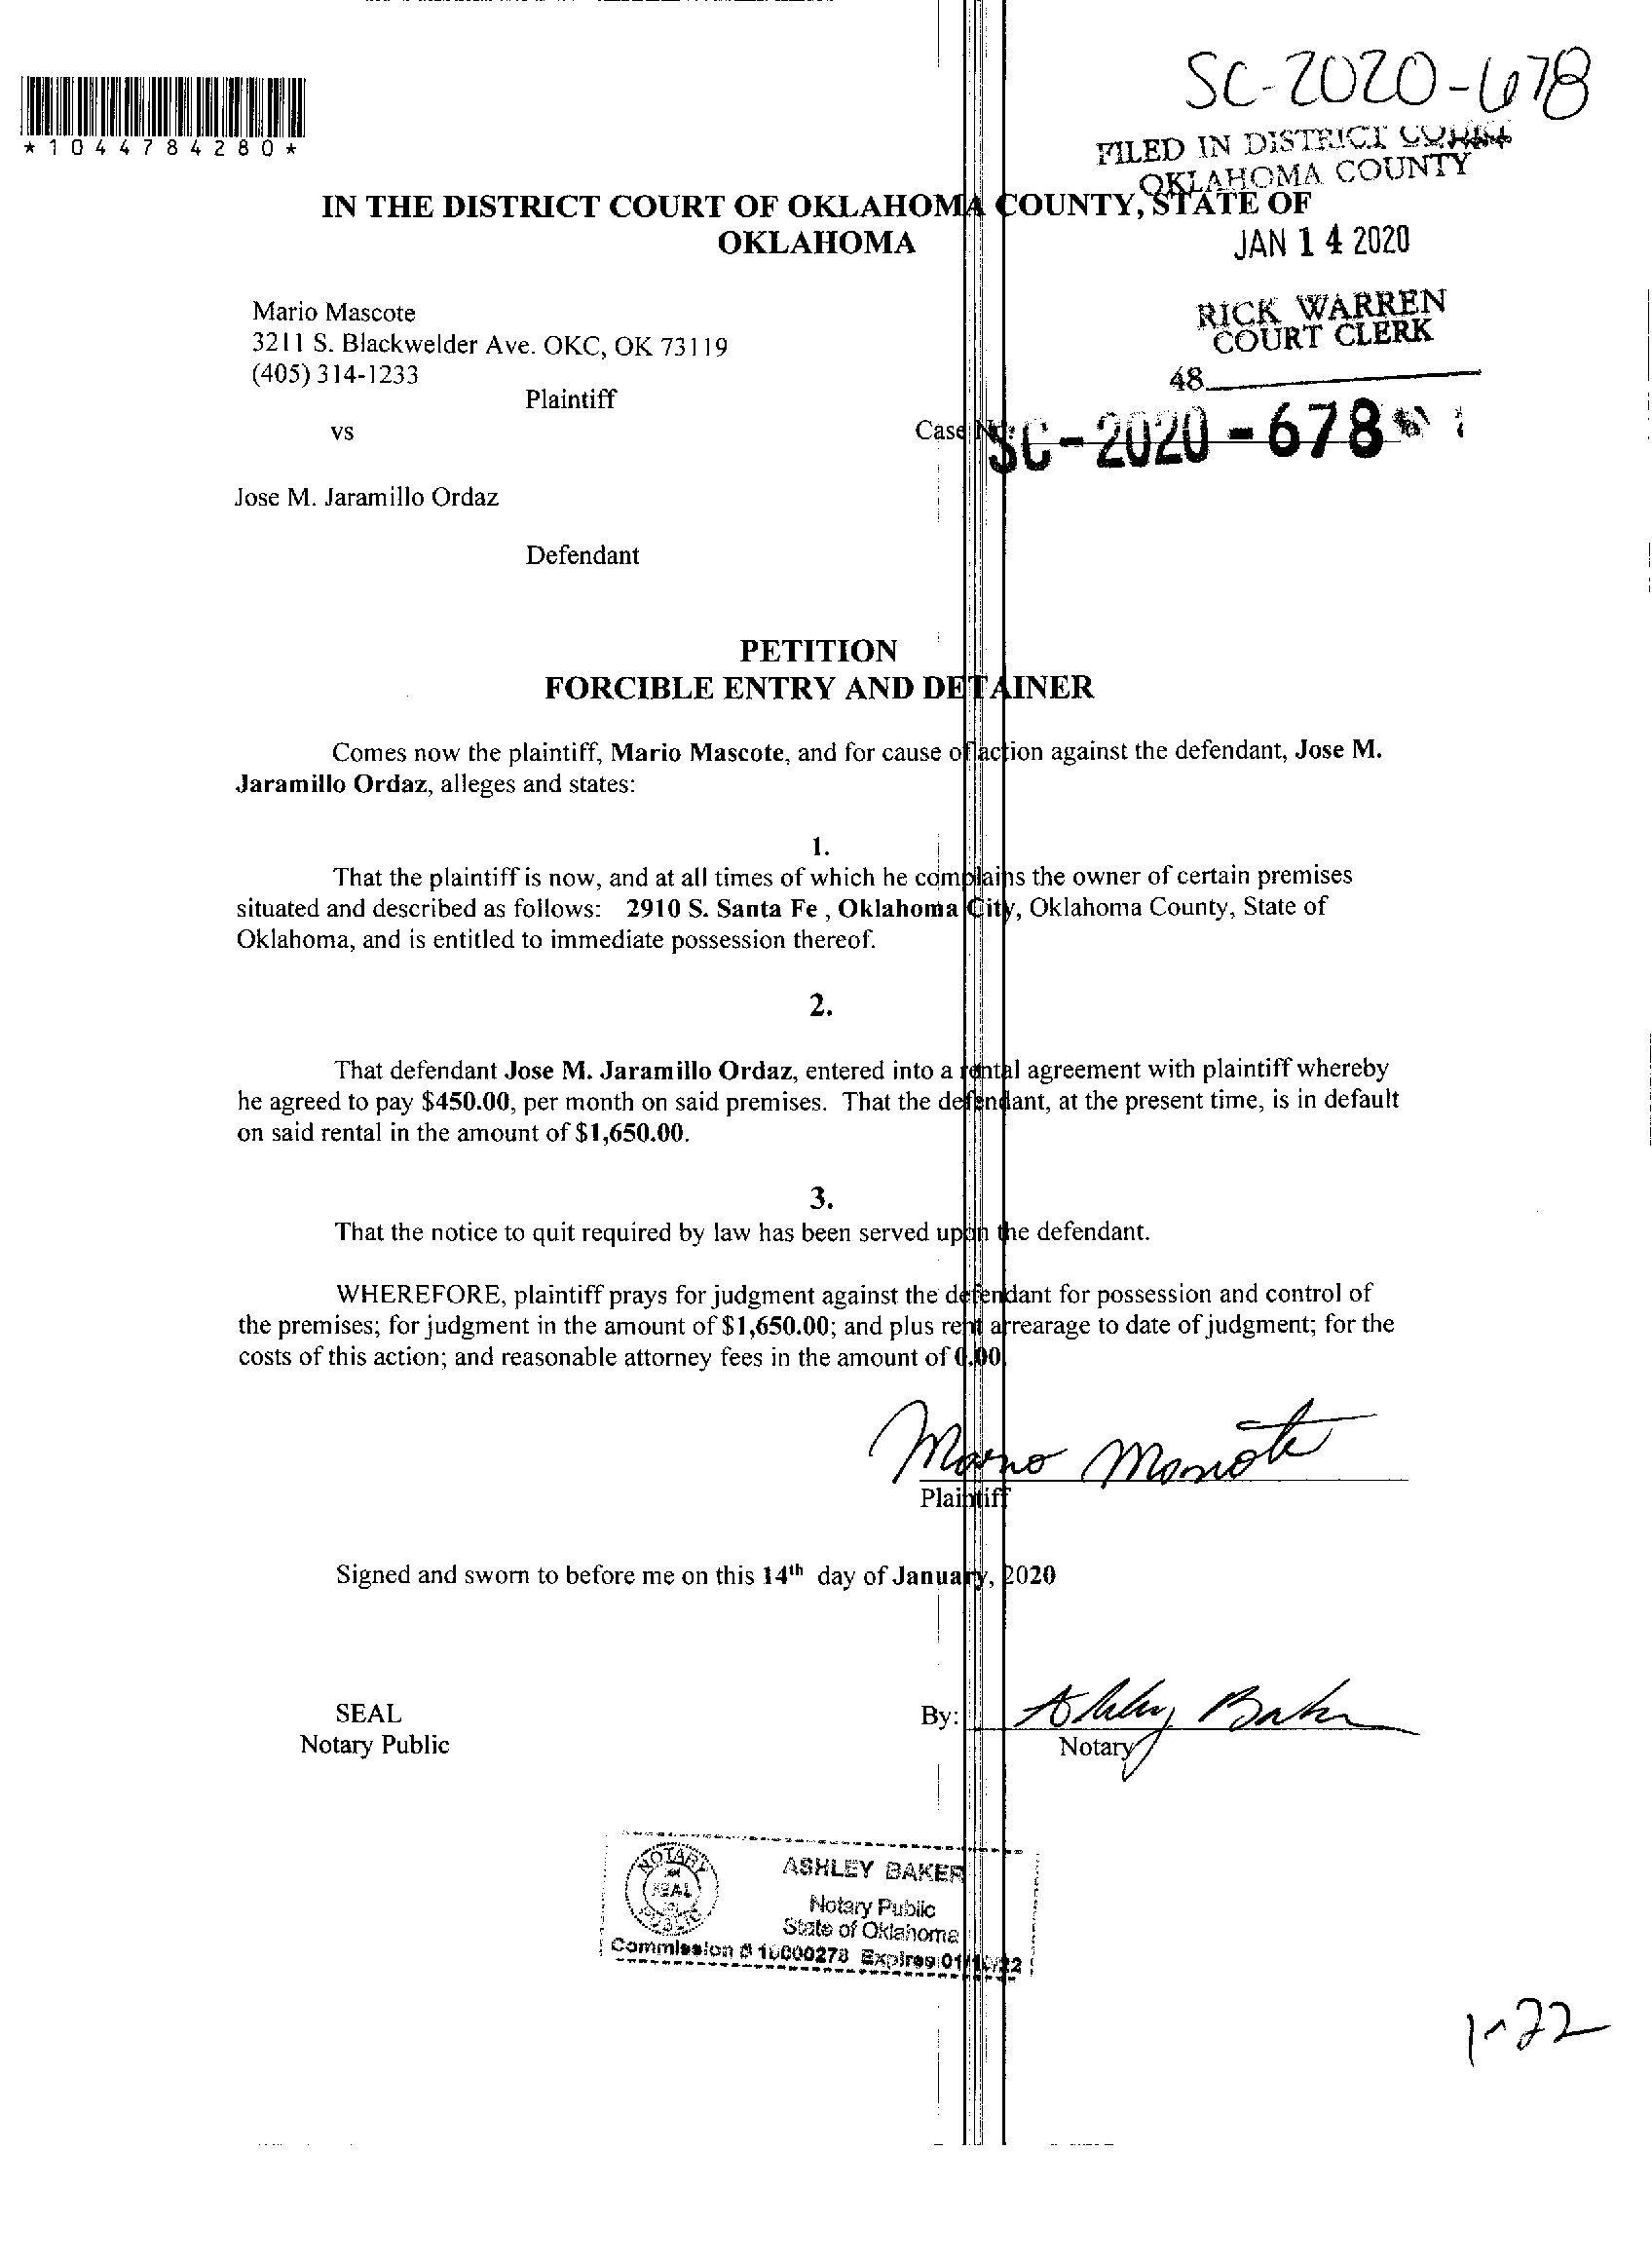 SC-2020-678
*1044784280*
FILED IN DISTRICT COURT
OKLAHOMA COUNTY
IN THE DISTRICT COURT OF OKLAHOMA COUNTY, STATE OF
OKLAHOMA
JAN 14 2020
Mario Mascote
3211 S. Blackwelder Ave. OKC, OK 73119
(405) 314-1233
RICK WARREN
COURT CLERK
48
Plaintiff
vs
Case No: SC-2020-678
Jose M. Jaramillo Ordaz
Defendant
PETITION
FORCIBLE ENTRY AND DETAINER
Comes now the plaintiff, Mario Mascote, and for cause of action against the defendant, Jose M.
Jaramillo Ordaz, alleges and states:
1.
That the plaintiff is now, and at all times of which he complains the owner of certain premises
situated and described as follows: 2910 S. Santa Fe , Oklahoma City, Oklahoma County, State of
Oklahoma, and is entitled to immediate possession thereof.
2.
That defendant Jose M. Jaramillo Ordaz, entered into a rental agreement with plaintiff whereby
he agreed to pay $450.00, per month on said premises. That the defendant, at the present time, is in default
on said rental in the amount of $1,650.00.
3.
That the notice to quit required by law has been served upon the defendant.
WHEREFORE, plaintiff prays for judgment against the defendant for possession and control of
the premises; for judgment in the amount of $1,650.00; and plus rent arrearage to date of judgment; for the
costs of this action; and reasonable attorney fees in the amount of 0.00
Mario Mascote
Plaintiff
Signed and sworn to before me on this 14th day of January, 2020
SEAL
Notary Public
By: Ashley Baker
Notary
NOTARY
SEAL
PUBLIC
ASHLEY BAKER
Notary Public
State of Oklahoma
Commission # Expires
1-22